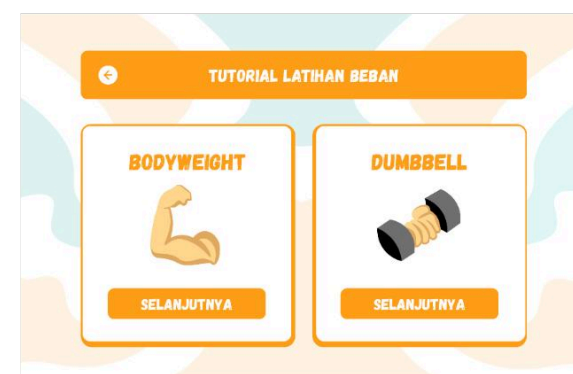 TUTORIAL LATIHAN BEBAN
BODYWEIGHT
SELANJUTNYA
DUMBBELL
SELANJUTNYA